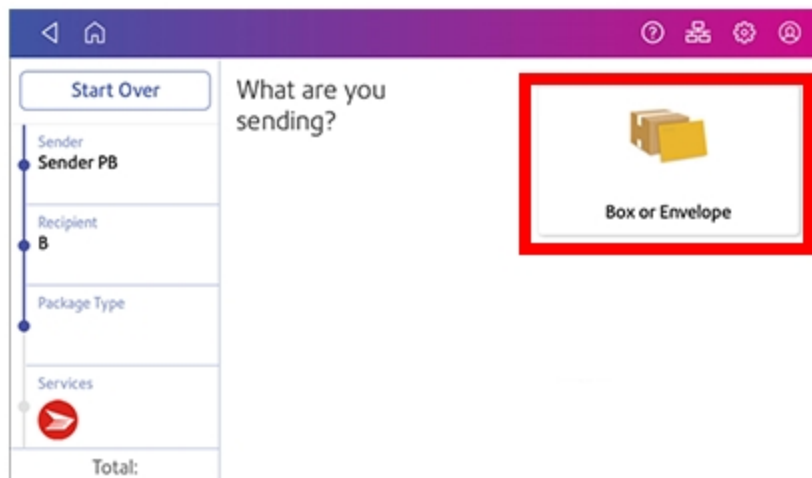 Start Over
Sender
Sender PB
Recipient
B
Package Type
Services
Total:
What are you
sending?
Box or Envelope